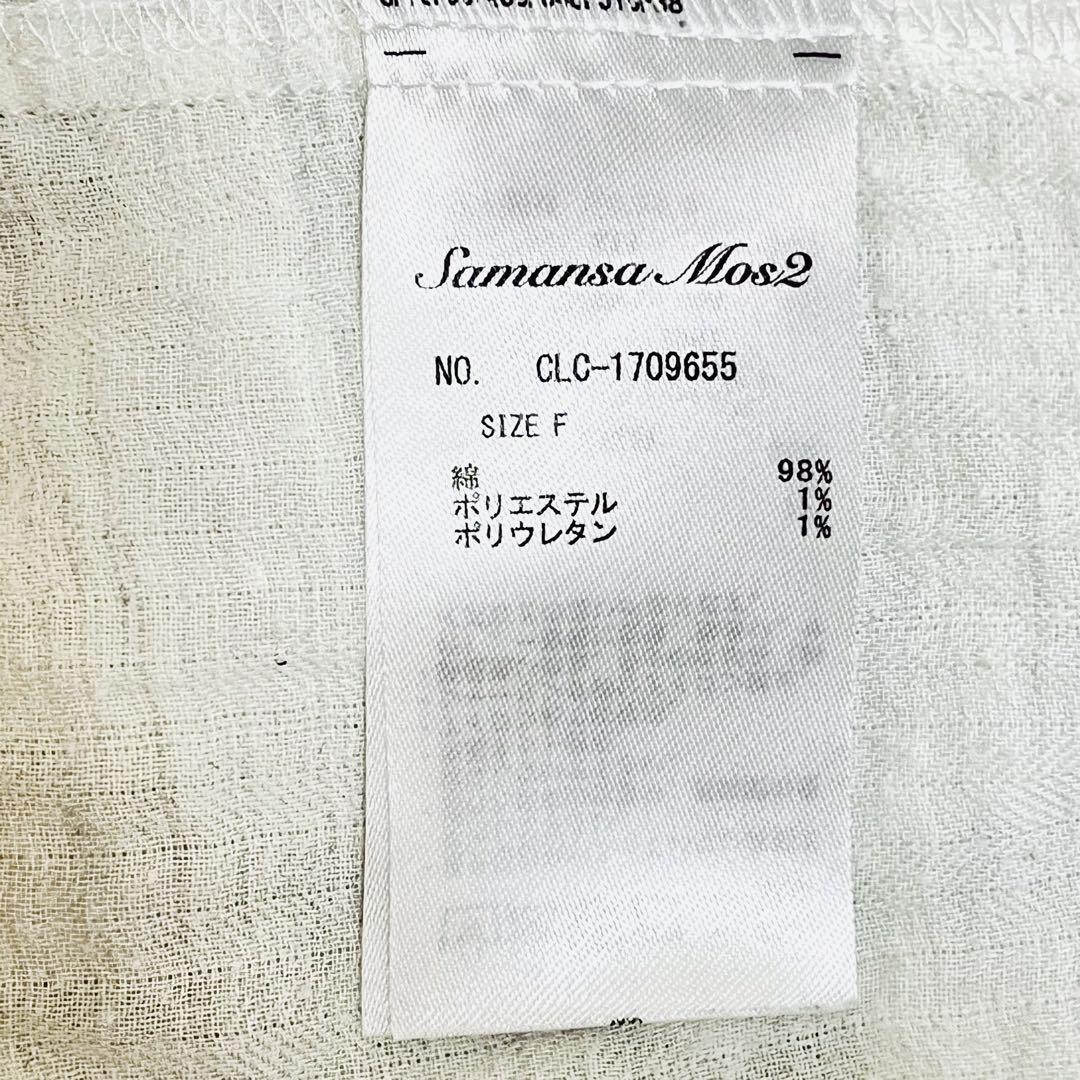 Samansa Mos2
NO. CLC-1709655
SIZE F
綿 98%
ポリエステル 1%
ポリウレタン 1%